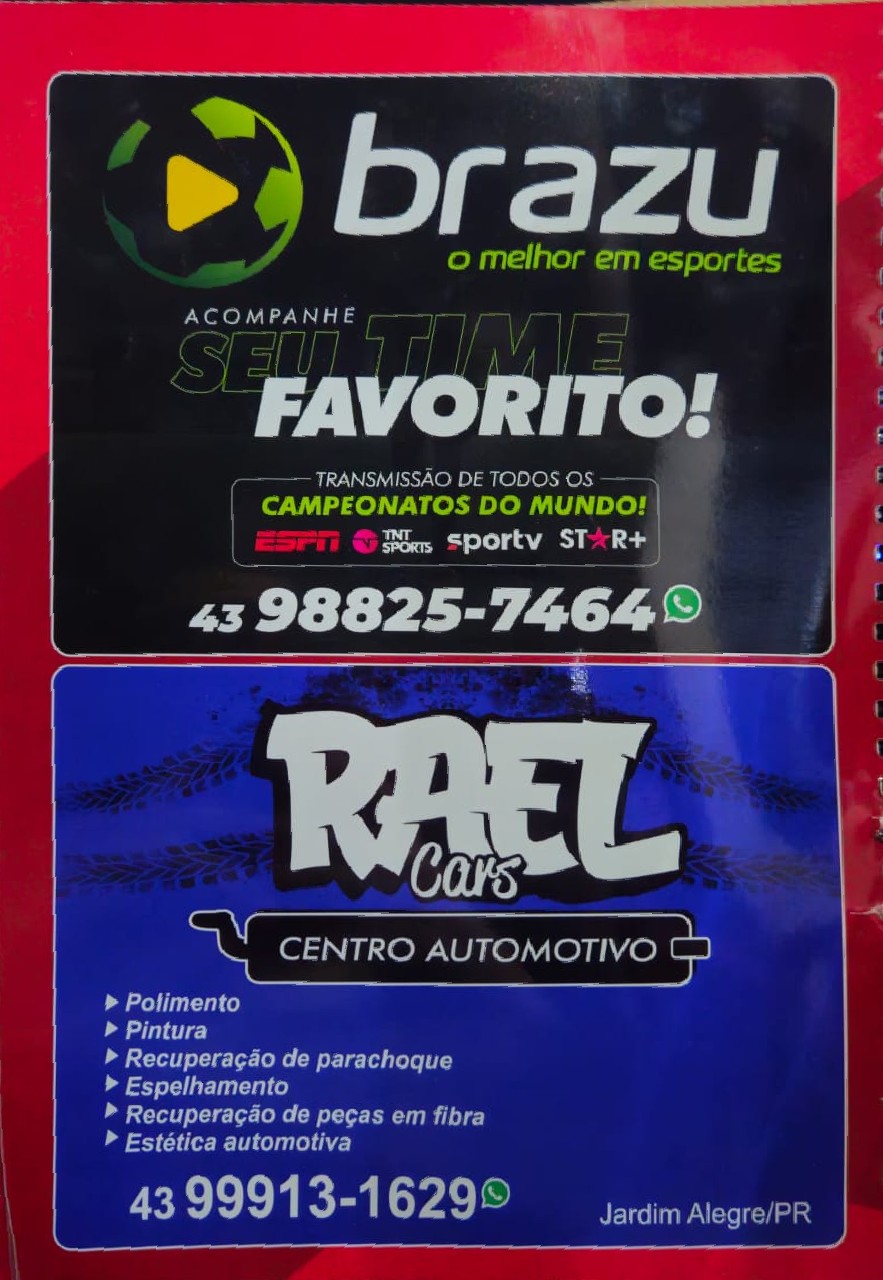 brazu
o melhor em esportes
ACOMPANHE
SEU TIME
FAVORITO!
TRANSMISSÃO DE TODOS OS
CAMPEONATOS DO MUNDO!
ESPN TNT SPORTS sportv ST★R+
43 98825-7464
RAEL
Cars
CENTRO AUTOMOTIVO
Polimento
Pintura
Recuperação de parachoque
Espelhamento
Recuperação de peças em fibra
Estética automotiva
43 99913-1629
Jardim Alegre/PR